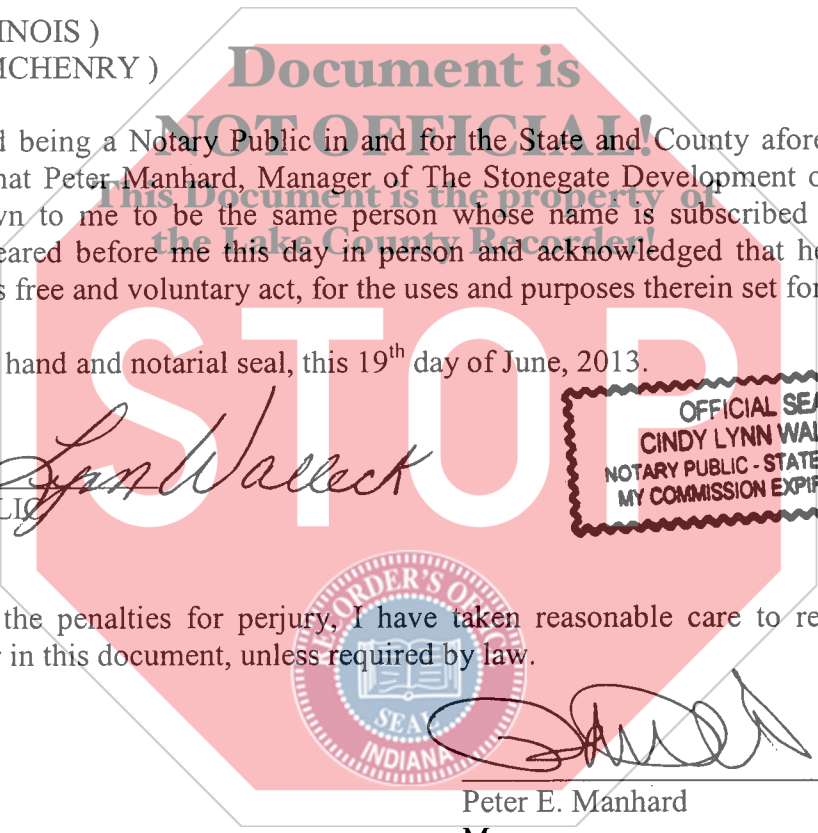 INOIS )
MCHENRY )
Document is
NOT OFFICIAL!
d being a Notary Public in and for the State and County afore
hat Peter Manhard, Manager of The Stonegate Development o
This Document is the property of
wn to me to be the same person whose name is subscribed
the Lake County Recorder!
eared before me this day in person and acknowledged that he
s free and voluntary act, for the uses and purposes therein set for
STOP
hand and notarial seal, this 19th day of June, 2013.
OFFICIAL SEA
CINDY LYNN WAL
NOTARY PUBLIC - STATE
MY COMMISSION EXPIR
Lynn Walleck
LIC
RECORDER'S OFFICE
the penalties for perjury, I have taken reasonable care to re
r in this document, unless required by law.
SEAL
INDIANA
Peter E. Manhard